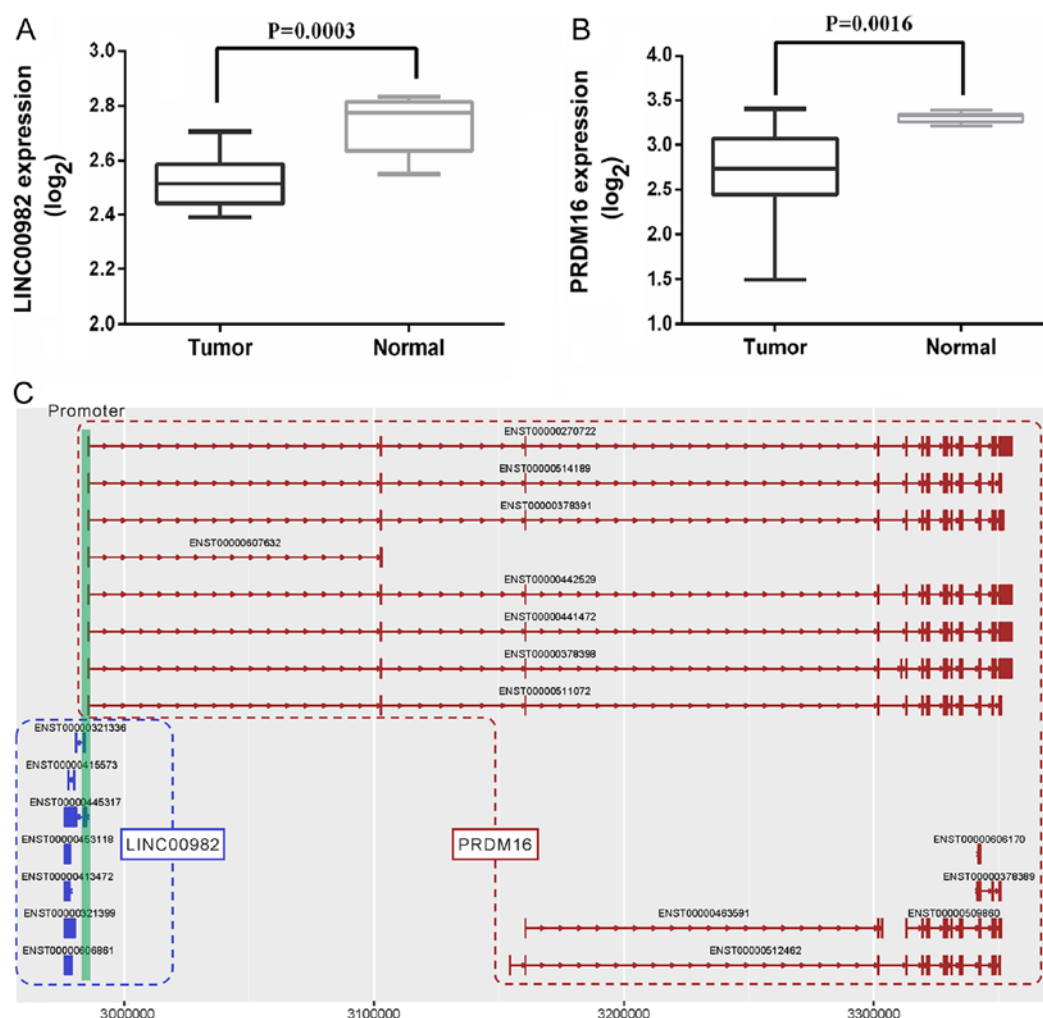 A
P=0.0003
LINC00982 expression
(log2)
3.0
2.8
2.6
2.4
2.2
2.0
Tumor Normal
B
P=0.0016
PRDM16 expression
(log2)
4.0
3.5
3.0
2.5
2.0
1.5
1.0
Tumor Normal
C
Promoter
ENST00000270722
ENST00000514189
ENST00000378391
ENST00000607632
ENST00000442529
ENST00000441472
ENST00000378398
ENST00000511072
ENST00000321336
ENST00000415573
ENST00000445317
ENST00000453118
LINC00982
PRDM16
ENST00000606170
ENST00000413472
ENST00000378389
ENST00000321399
ENST00000463591
ENST00000509860
ENST00000606861
ENST00000512462
3000000 3100000 3200000 3300000